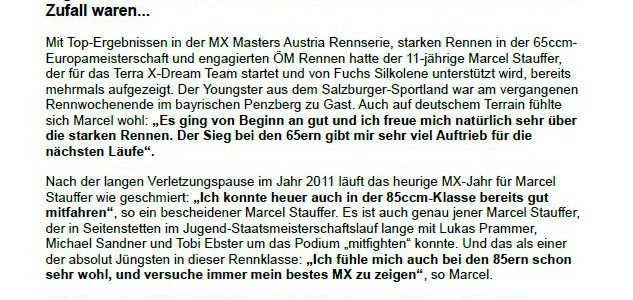 Zufall waren...
Mit Top-Ergebnissen in der MX Masters Austria Rennserie, starken Rennen in der 65ccm-
Europameisterschaft und engagierten ÖM Rennen hatte der 11-jährige Marcel Stauffer,
der für das Terra X-Dream Team startet und von Fuchs Silkolene unterstützt wird, bereits
mehrmals aufgezeigt. Der Youngster aus dem Salzburger-Sportland war am vergangenen
Rennwochenende im bayrischen Penzberg zu Gast. Auch auf deutschem Terrain fühlte
sich Marcel wohl: „Es ging von Beginn an gut und ich freue mich natürlich sehr über
die starken Rennen. Der Sieg bei den 65ern gibt mir sehr viel Auftrieb für die
nächsten Läufe“.
Nach der langen Verletzungspause im Jahr 2011 läuft das heurige MX-Jahr für Marcel
Stauffer wie geschmiert: „Ich konnte heuer auch in der 85ccm-Klasse bereits gut
mitfahren“, so ein bescheidener Marcel Stauffer. Es ist auch genau jener Marcel Stauffer,
der in Seitenstetten im Jugend-Staatsmeisterschaftslauf lange mit Lukas Prammer,
Michael Sandner und Tobi Ebster um das Podium „mitfighten“ konnte. Und das als einer
der absolut Jüngsten in dieser Rennklasse: „Ich fühle mich auch bei den 85ern schon
sehr wohl, und versuche immer mein bestes MX zu zeigen“, so Marcel.